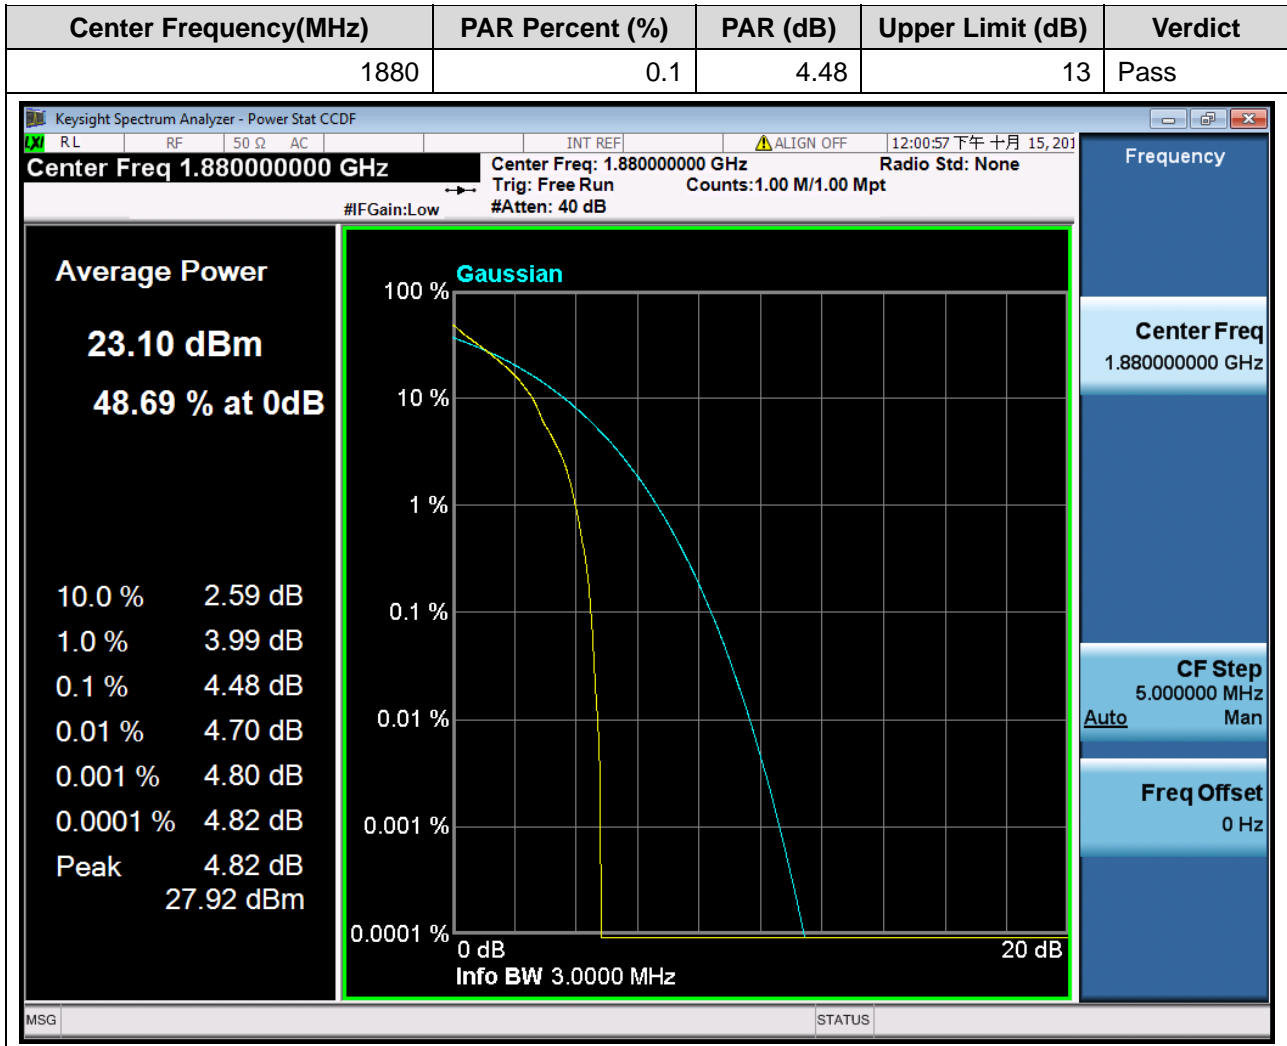 Center Frequency(MHz) PAR Percent (%) PAR (dB) Upper Limit (dB) Verdict
1880 0.1 4.48 13 Pass
Keysight Spectrum Analyzer - Power Stat CCDF
LXI RL RF 50 Ω AC INT REF ALIGN OFF 12:00:57 下午 十月 15, 201
Center Freq 1.880000000 GHz
Center Freq: 1.880000000 GHz Radio Std: None
Trig: Free Run Counts:1.00 M/1.00 Mpt
#IFGain:Low #Atten: 40 dB
Average Power
23.10 dBm
48.69 % at 0dB
10.0 % 2.59 dB
1.0 % 3.99 dB
0.1 % 4.48 dB
0.01 % 4.70 dB
0.001 % 4.80 dB
0.0001 % 4.82 dB
Peak 4.82 dB
27.92 dBm
Gaussian
100 %
10 %
1 %
0.1 %
0.01 %
0.001 %
0.0001 %
0 dB 20 dB
Info BW 3.0000 MHz
Frequency
Center Freq
1.880000000 GHz
CF Step
5.000000 MHz
Auto Man
Freq Offset
0 Hz
MSG STATUS